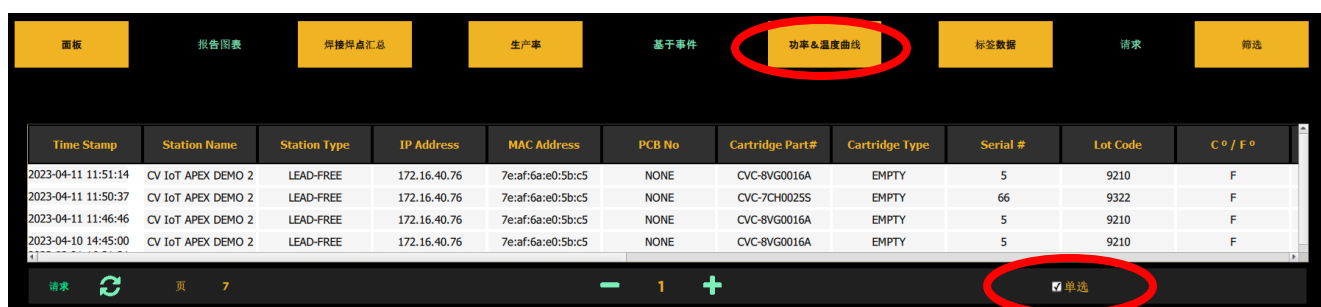 面板 报告图表 焊接焊点汇总 生产率 基于事件 功率&温度曲线 标签数据 请求 筛选
Time Stamp Station Name Station Type IP Address MAC Address PCB No Cartridge Part# Cartridge Type Serial # Lot Code C º / F º
2023-04-11 11:51:14 CV IoT APEX DEMO 2 LEAD-FREE 172.16.40.76 7e:af:6a:e0:5b:c5 NONE CVC-8VG0016A EMPTY 5 9210 F
2023-04-11 11:50:37 CV IoT APEX DEMO 2 LEAD-FREE 172.16.40.76 7e:af:6a:e0:5b:c5 NONE CVC-7CH0025S EMPTY 66 9322 F
2023-04-11 11:46:46 CV IoT APEX DEMO 2 LEAD-FREE 172.16.40.76 7e:af:6a:e0:5b:c5 NONE CVC-8VG0016A EMPTY 5 9210 F
2023-04-10 14:45:00 CV IoT APEX DEMO 2 LEAD-FREE 172.16.40.76 7e:af:6a:e0:5b:c5 NONE CVC-8VG0016A EMPTY 5 9210 F
请求 页 7 1 单选